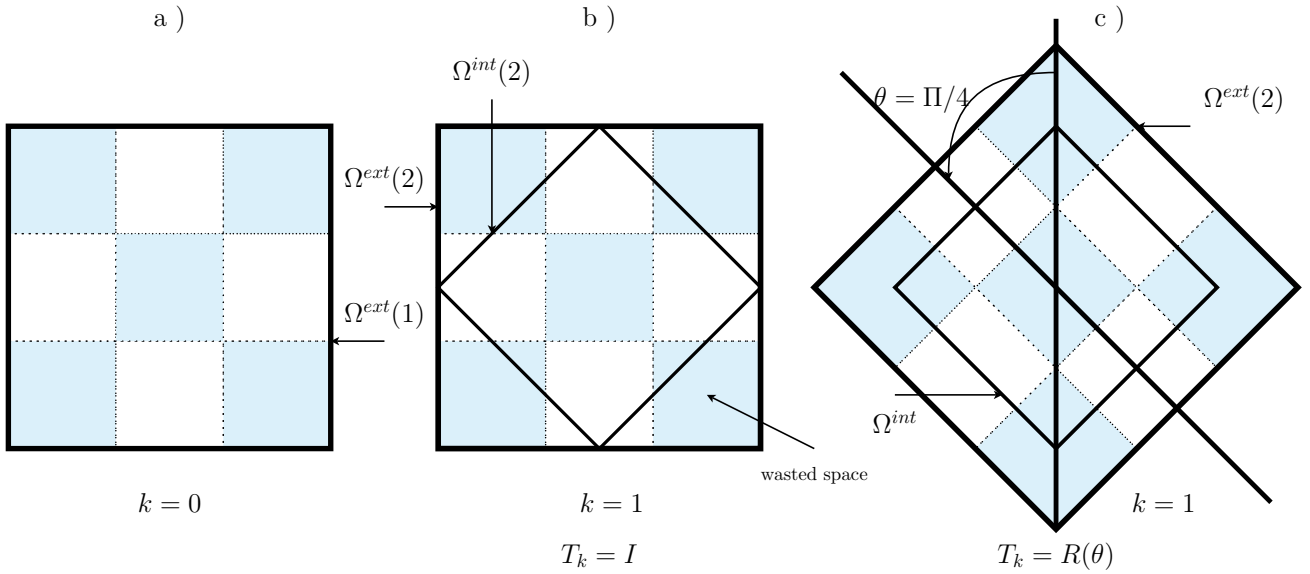 a )
b )
c )
Ω^{int}(2)
θ = Π/4
Ω^{ext}(2)
Ω^{ext}(2)
Ω^{ext}(1)
Ω^{int}
wasted space
k = 0
k = 1
k = 1
T_k = I
T_k = R(θ)